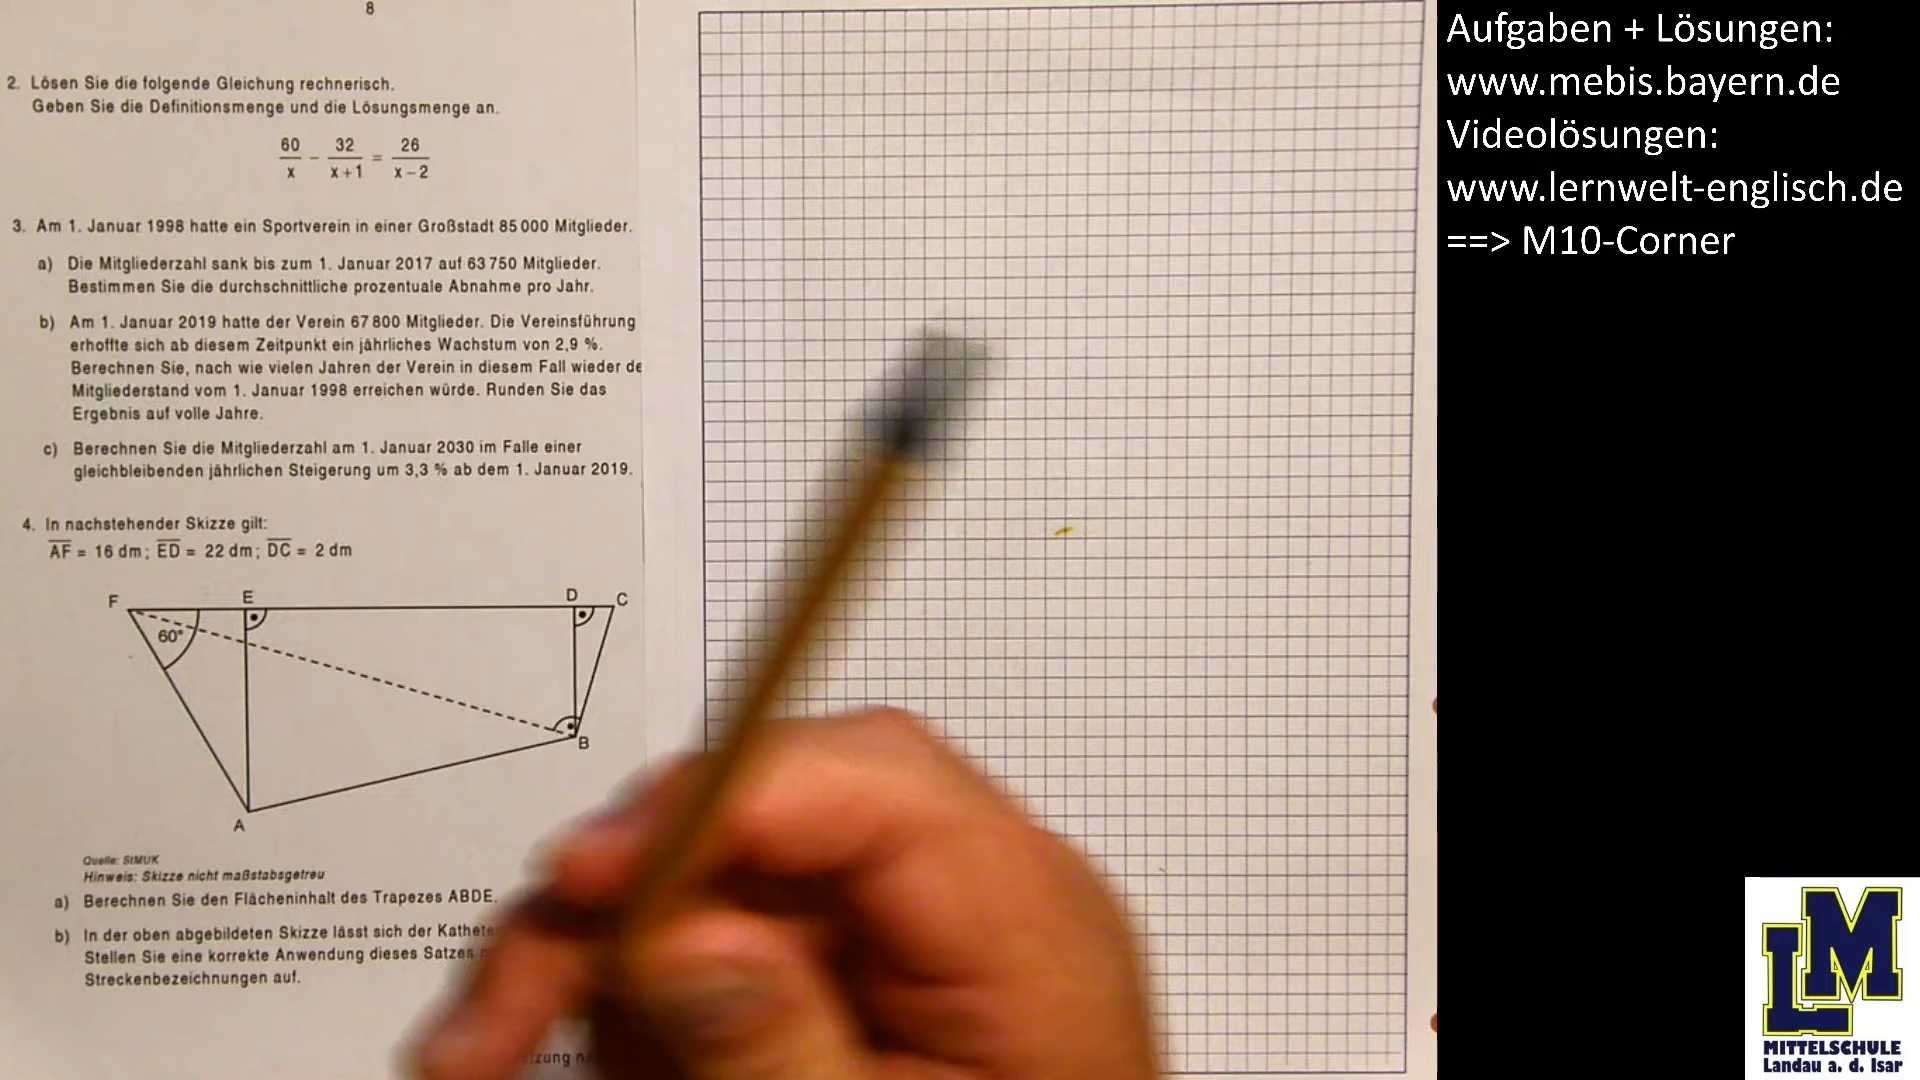 8
2. Lösen Sie die folgende Gleichung rechnerisch.
Geben Sie die Definitionsmenge und die Lösungsmenge an.
60/x − 32/x+1 = 26/x−2
3. Am 1. Januar 1998 hatte ein Sportverein in einer Großstadt 85 000 Mitglieder.
a) Die Mitgliederzahl sank bis zum 1. Januar 2017 auf 63 750 Mitglieder.
Bestimmen Sie die durchschnittliche prozentuale Abnahme pro Jahr.
b) Am 1. Januar 2019 hatte der Verein 67 800 Mitglieder. Die Vereinsführung
erhoffte sich ab diesem Zeitpunkt ein jährliches Wachstum von 2,9 %.
Berechnen Sie, nach wie vielen Jahren der Verein in diesem Fall wieder de
Mitgliederstand vom 1. Januar 1998 erreichen würde. Runden Sie das
Ergebnis auf volle Jahre.
c) Berechnen Sie die Mitgliederzahl am 1. Januar 2030 im Falle einer
gleichbleibenden jährlichen Steigerung um 3,3 % ab dem 1. Januar 2019.
4. In nachstehender Skizze gilt:
AF = 16 dm; ED = 22 dm; DC = 2 dm
F E D C
60°
B
A
Quelle: StMUK
Hinweis: Skizze nicht maßstabsgetreu
a) Berechnen Sie den Flächeninhalt des Trapezes ABDE.
b) In der oben abgebildeten Skizze lässt sich der Kathete
Stellen Sie eine korrekte Anwendung dieses Satzes
Streckenbezeichnungen auf.
Aufgaben + Lösungen:
www.mebis.bayern.de
Videolösungen:
www.lernwelt-englisch.de
==> M10-Corner
LM
MITTELSCHULE
Landau a. d. Isar